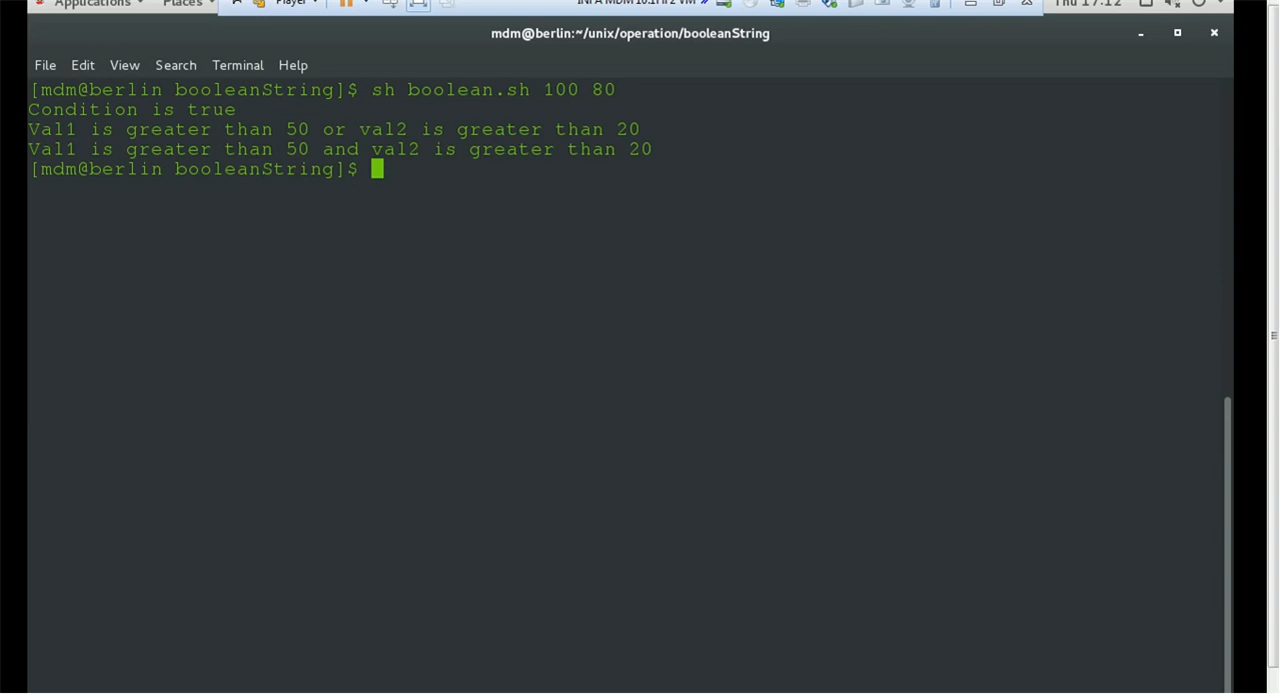 Applications Places Player Thu 17:12
mdm@berlin:~/unix/operation/booleanString
File Edit View Search Terminal Help
[mdm@berlin booleanString]$ sh boolean.sh 100 80
Condition is true
Val1 is greater than 50 or val2 is greater than 20
Val1 is greater than 50 and val2 is greater than 20
[mdm@berlin booleanString]$